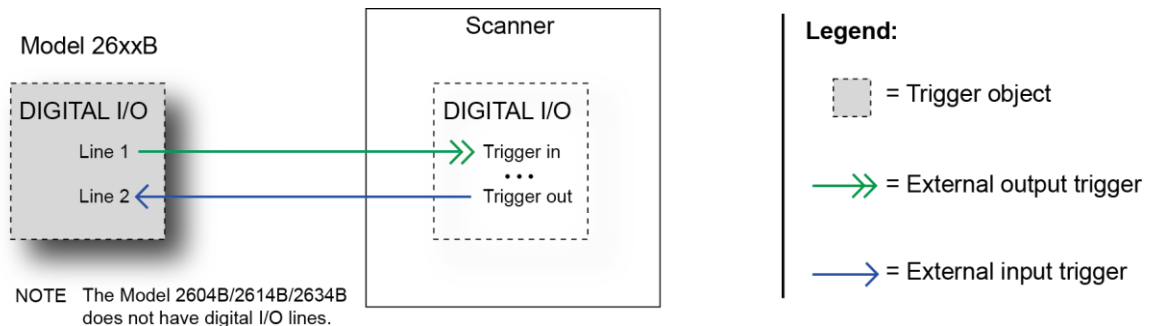 Model 26xxB
DIGITAL I/O
Line 1
Line 2
NOTE The Model 2604B/2614B/2634B
does not have digital I/O lines.
Scanner
DIGITAL I/O
Trigger in
...
Trigger out
Legend:
= Trigger object
= External output trigger
= External input trigger